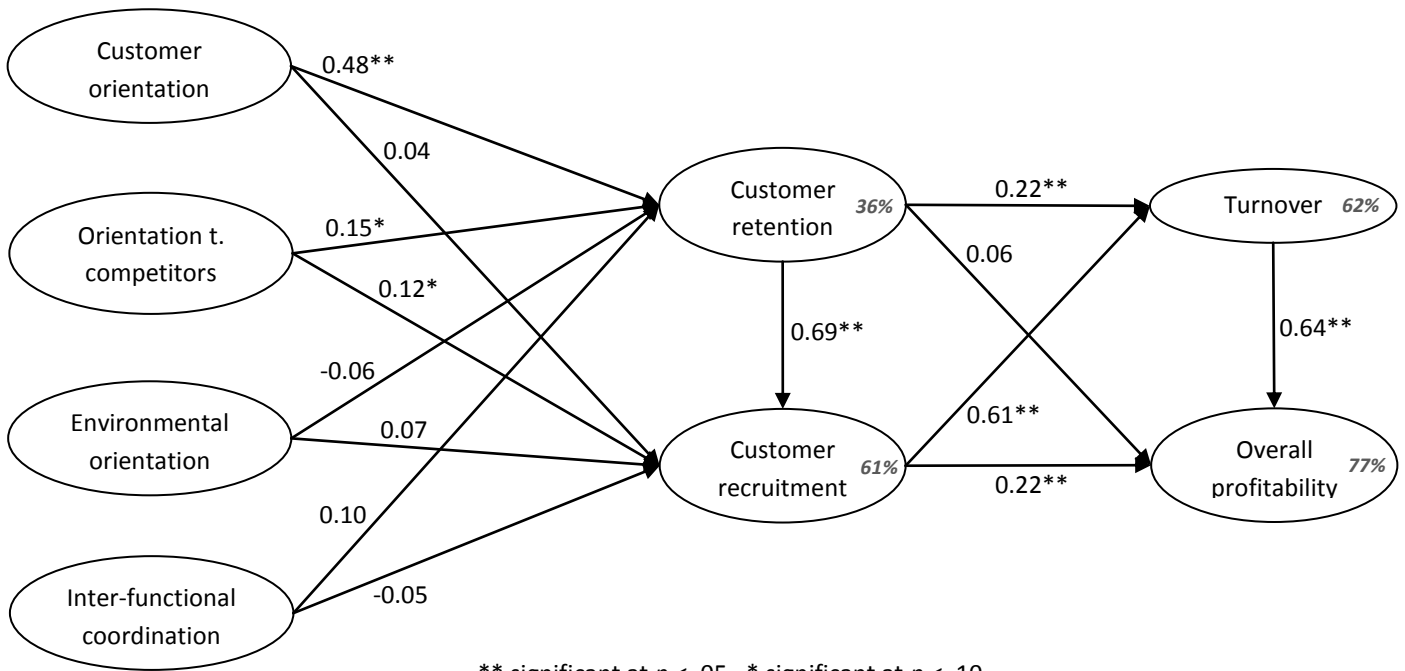 Customer
orientation
0.48**
0.04
Orientation t.
competitors
0.15*
0.12*
Environmental
orientation
-0.06
0.07
Inter-functional
coordination
0.10
-0.05
Customer
retention
36%
0.69**
Customer
recruitment
61%
0.22**
0.06
0.61**
0.22**
Turnover
62%
0.64**
Overall
profitability
77%
** significant at p < .05, * significant at p < .10